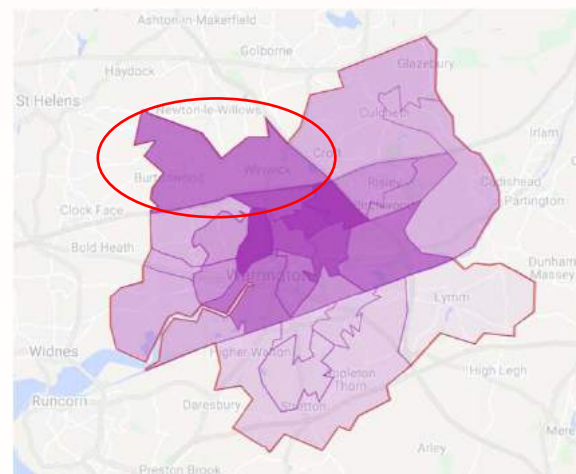 Ashton-in-Makerfield
Golborne
Glazebury
Haydock
St Helens
Newton-le-Willows
Culcheth
Irlam
Croft
Burtonwood
Winwick
Risley
Cadishead
Birchwood
Partington
Clock Face
Bold Heath
Warrington
Dunham
Massey
Lymm
Widnes
Higher Walton
High Legh
Appleton
Thorn
Runcorn
Daresbury
Stretton
Mere
Arley
Preston Brook